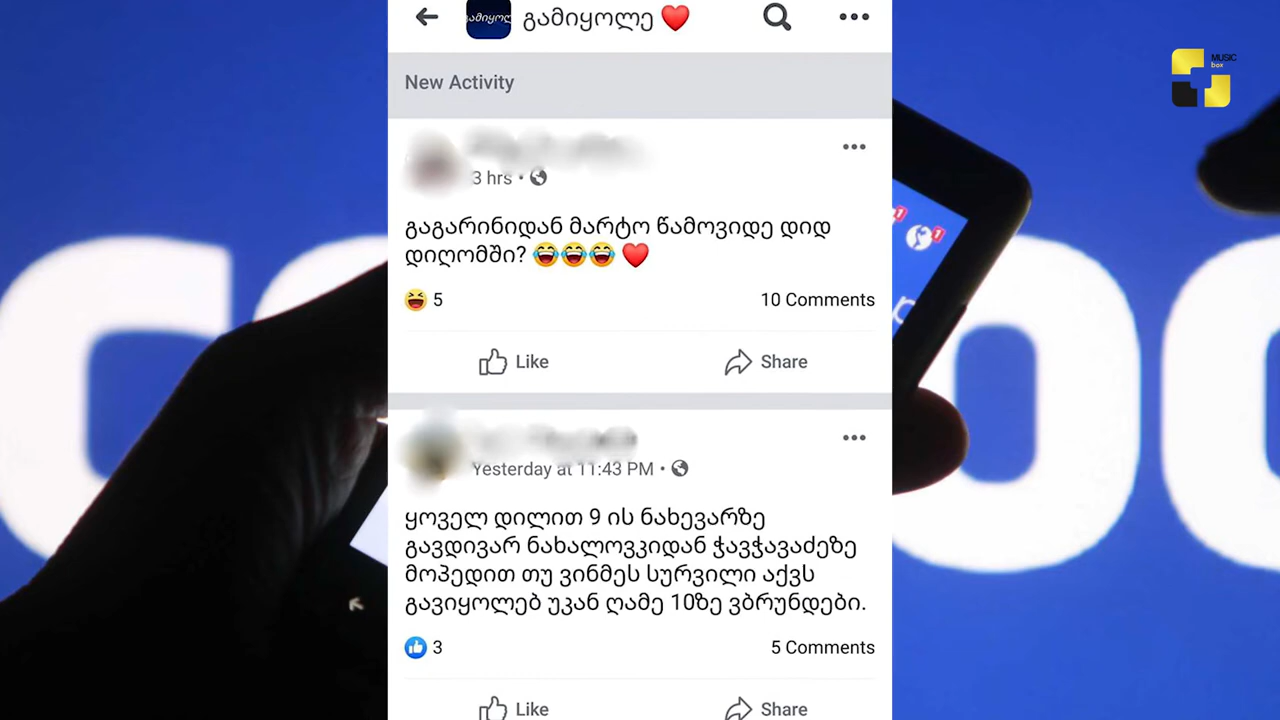 გამიყოლე ❤️
MUSIC
box
New Activity
3 hrs
გაგარინიდან მარტო წამოვიდე დიდ
დიღომში? 😂😂😂 ❤️
5
10 Comments
Like
Share
Yesterday at 11:43 PM
ყოველ დილით 9 ის ნახევარზე
გავდივარ ნახალოვკიდან ჭავჭავაძეზე
მოპედით თუ ვინმეს სურვილი აქვს
გავიყოლებ უკან ღამე 10ზე ვბრუნდები.
3
5 Comments
Like
Share